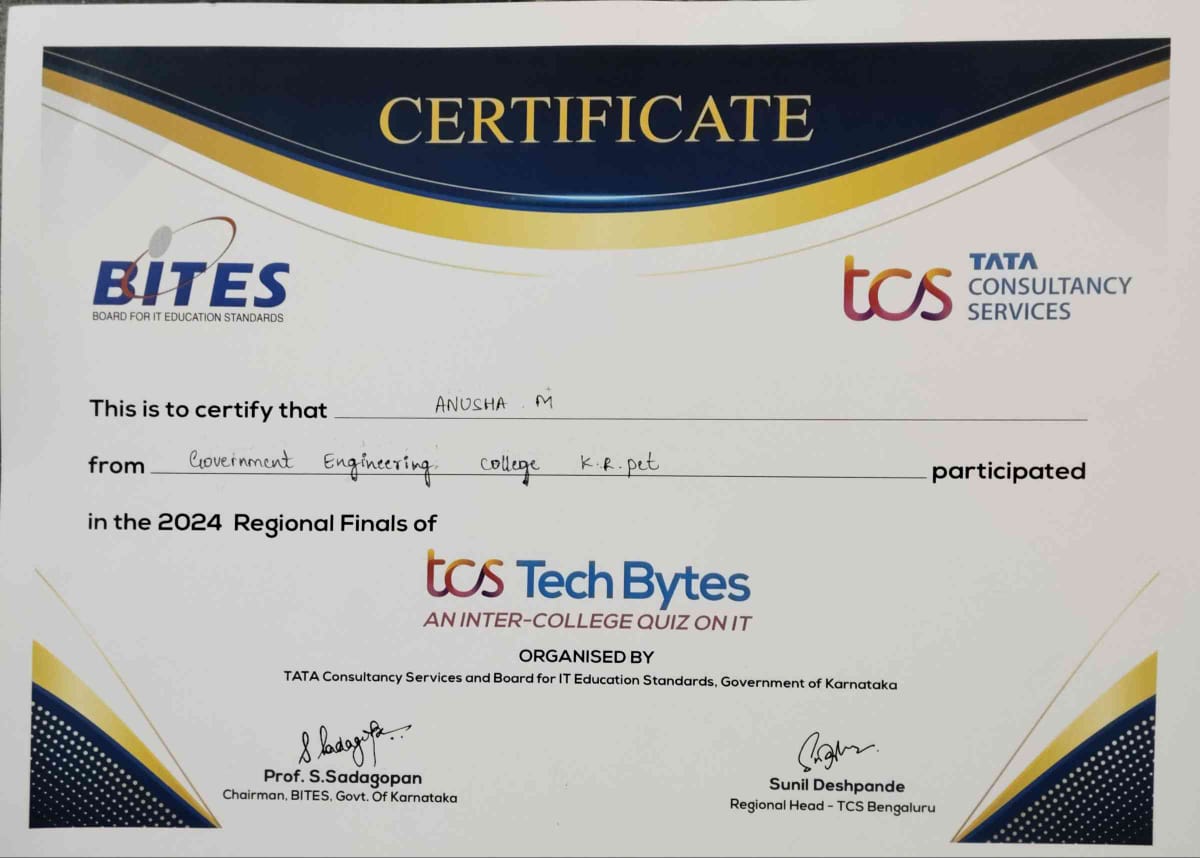 CERTIFICATE
BITES
BOARD FOR IT EDUCATION STANDARDS
tcs TATA
CONSULTANCY
SERVICES
This is to certify that ANUSHA . M
from Government Engineering college K.R.pet participated
in the 2024 Regional Finals of
tcs Tech Bytes
AN INTER-COLLEGE QUIZ ON IT
ORGANISED BY
TATA Consultancy Services and Board for IT Education Standards, Government of Karnataka
S Sadagopa..
Prof. S.Sadagopan
Chairman, BITES, Govt. Of Karnataka
Sunil Deshpande
Regional Head - TCS Bengaluru